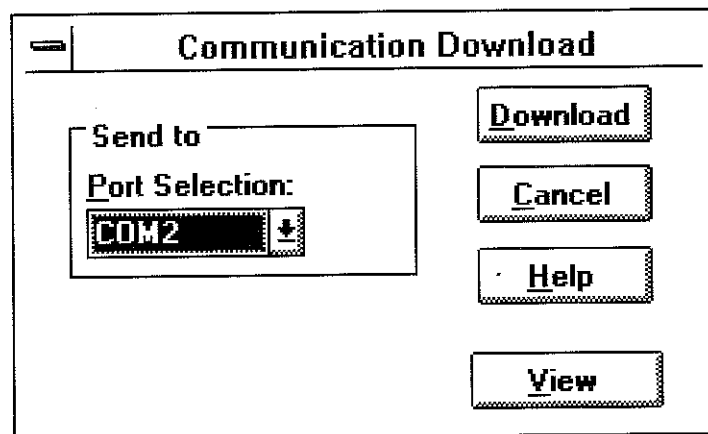 Communication Download
Send to
Port Selection:
COM2
Download
Cancel
Help
View